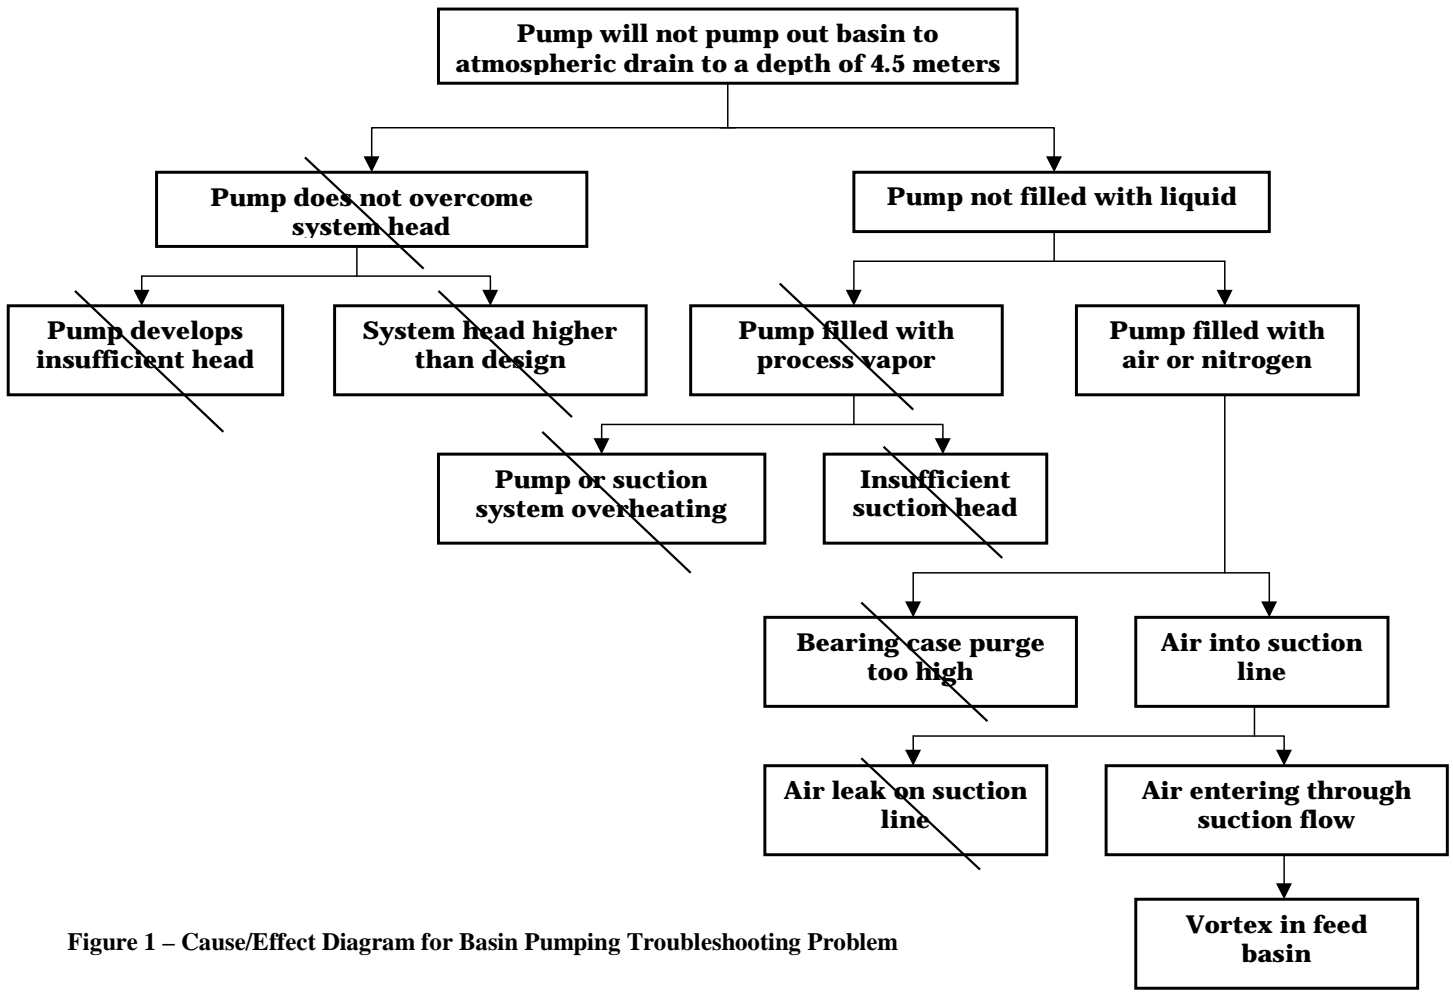 Pump will not pump out basin to
atmospheric drain to a depth of 4.5 meters
Pump does not overcome
system head
Pump not filled with liquid
Pump develops
insufficient head
System head higher
than design
Pump filled with
process vapor
Pump filled with
air or nitrogen
Pump or suction
system overheating
Insufficient
suction head
Bearing case purge
too high
Air into suction
line
Air leak on suction
line
Air entering through
suction flow
Vortex in feed
basin
Figure 1 – Cause/Effect Diagram for Basin Pumping Troubleshooting Problem